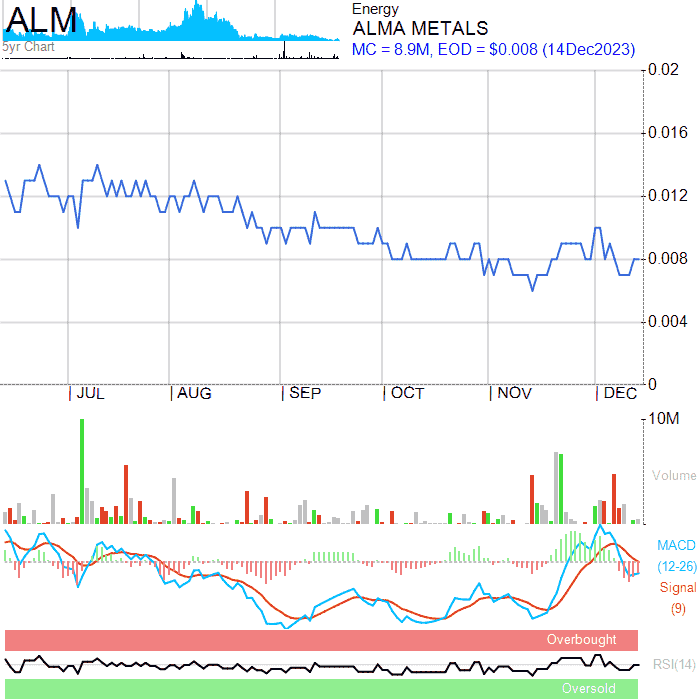 ALM
5yr Chart
Energy
ALMA METALS
MC = 8.9M, EOD = $0.008 (14Dec2023)
0.02
0.016
0.012
0.008
0.004
0
JUL
AUG
SEP
OCT
NOV
DEC
10M
Volume
MACD
(12-26)
Signal
(9)
Overbought
RSI(14)
Oversold